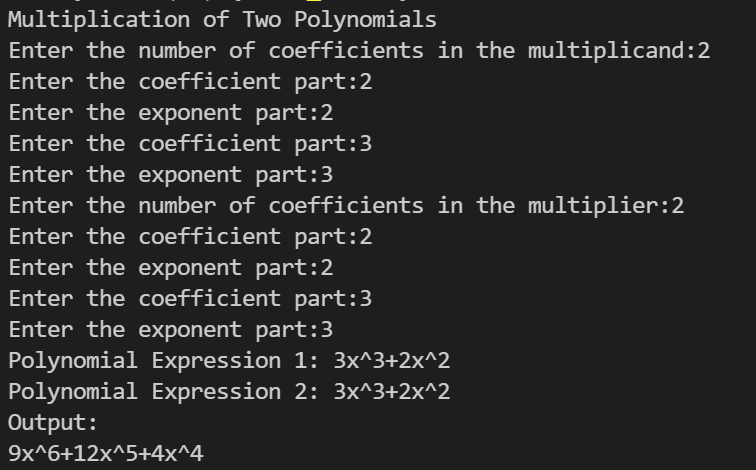 Multiplication of Two Polynomials
Enter the number of coefficients in the multiplicand:2
Enter the coefficient part:2
Enter the exponent part:2
Enter the coefficient part:3
Enter the exponent part:3
Enter the number of coefficients in the multiplier:2
Enter the coefficient part:2
Enter the exponent part:2
Enter the coefficient part:3
Enter the exponent part:3
Polynomial Expression 1: 3x^3+2x^2
Polynomial Expression 2: 3x^3+2x^2
Output:
9x^6+12x^5+4x^4